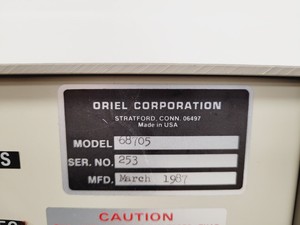 ORIEL CORPORATION
STRATFORD, CONN. 06497
Made in USA
MODEL 68705
S
SER. NO. 253
MFD. March 1987
CAUTION